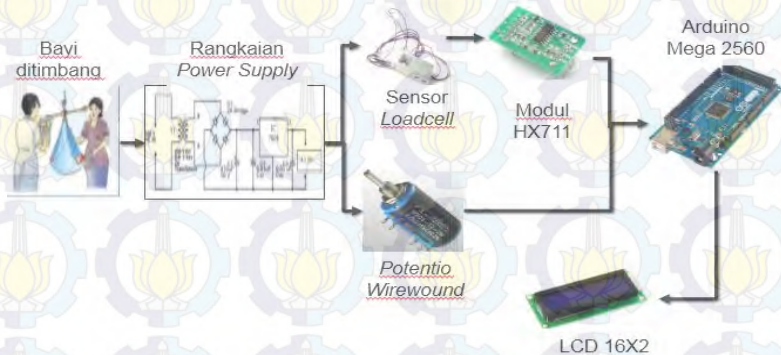 Bayi
ditimbang
Rangkaian
Power Supply
Sensor
Loadcell
Modul
HX711
Arduino
Mega 2560
Potentio
Wirewound
LCD 16X2